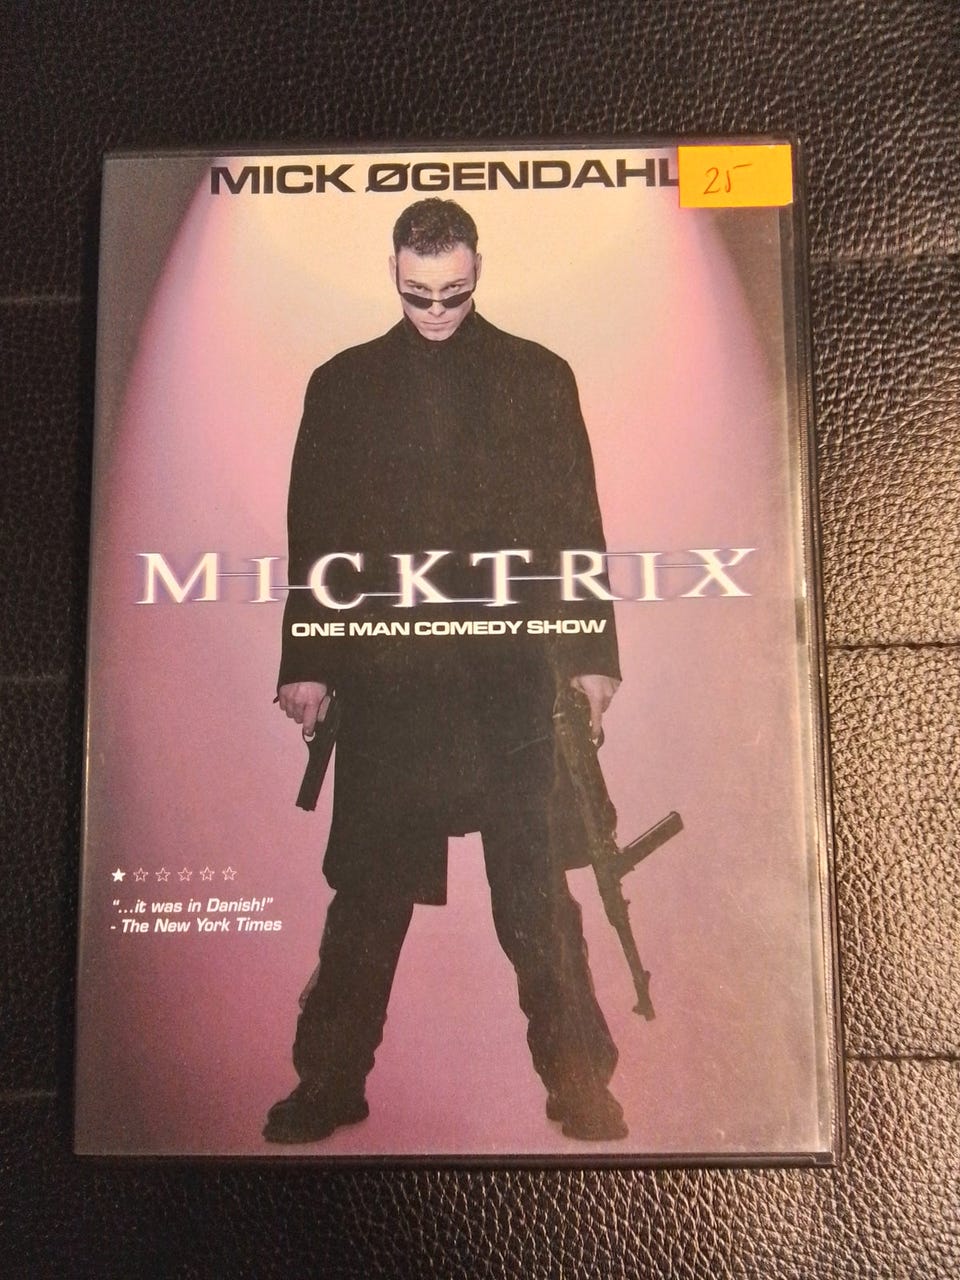 MICK ØGENDAHL
25
MICKTRIX
ONE MAN COMEDY SHOW
"...it was in Danish!"
- The New York Times